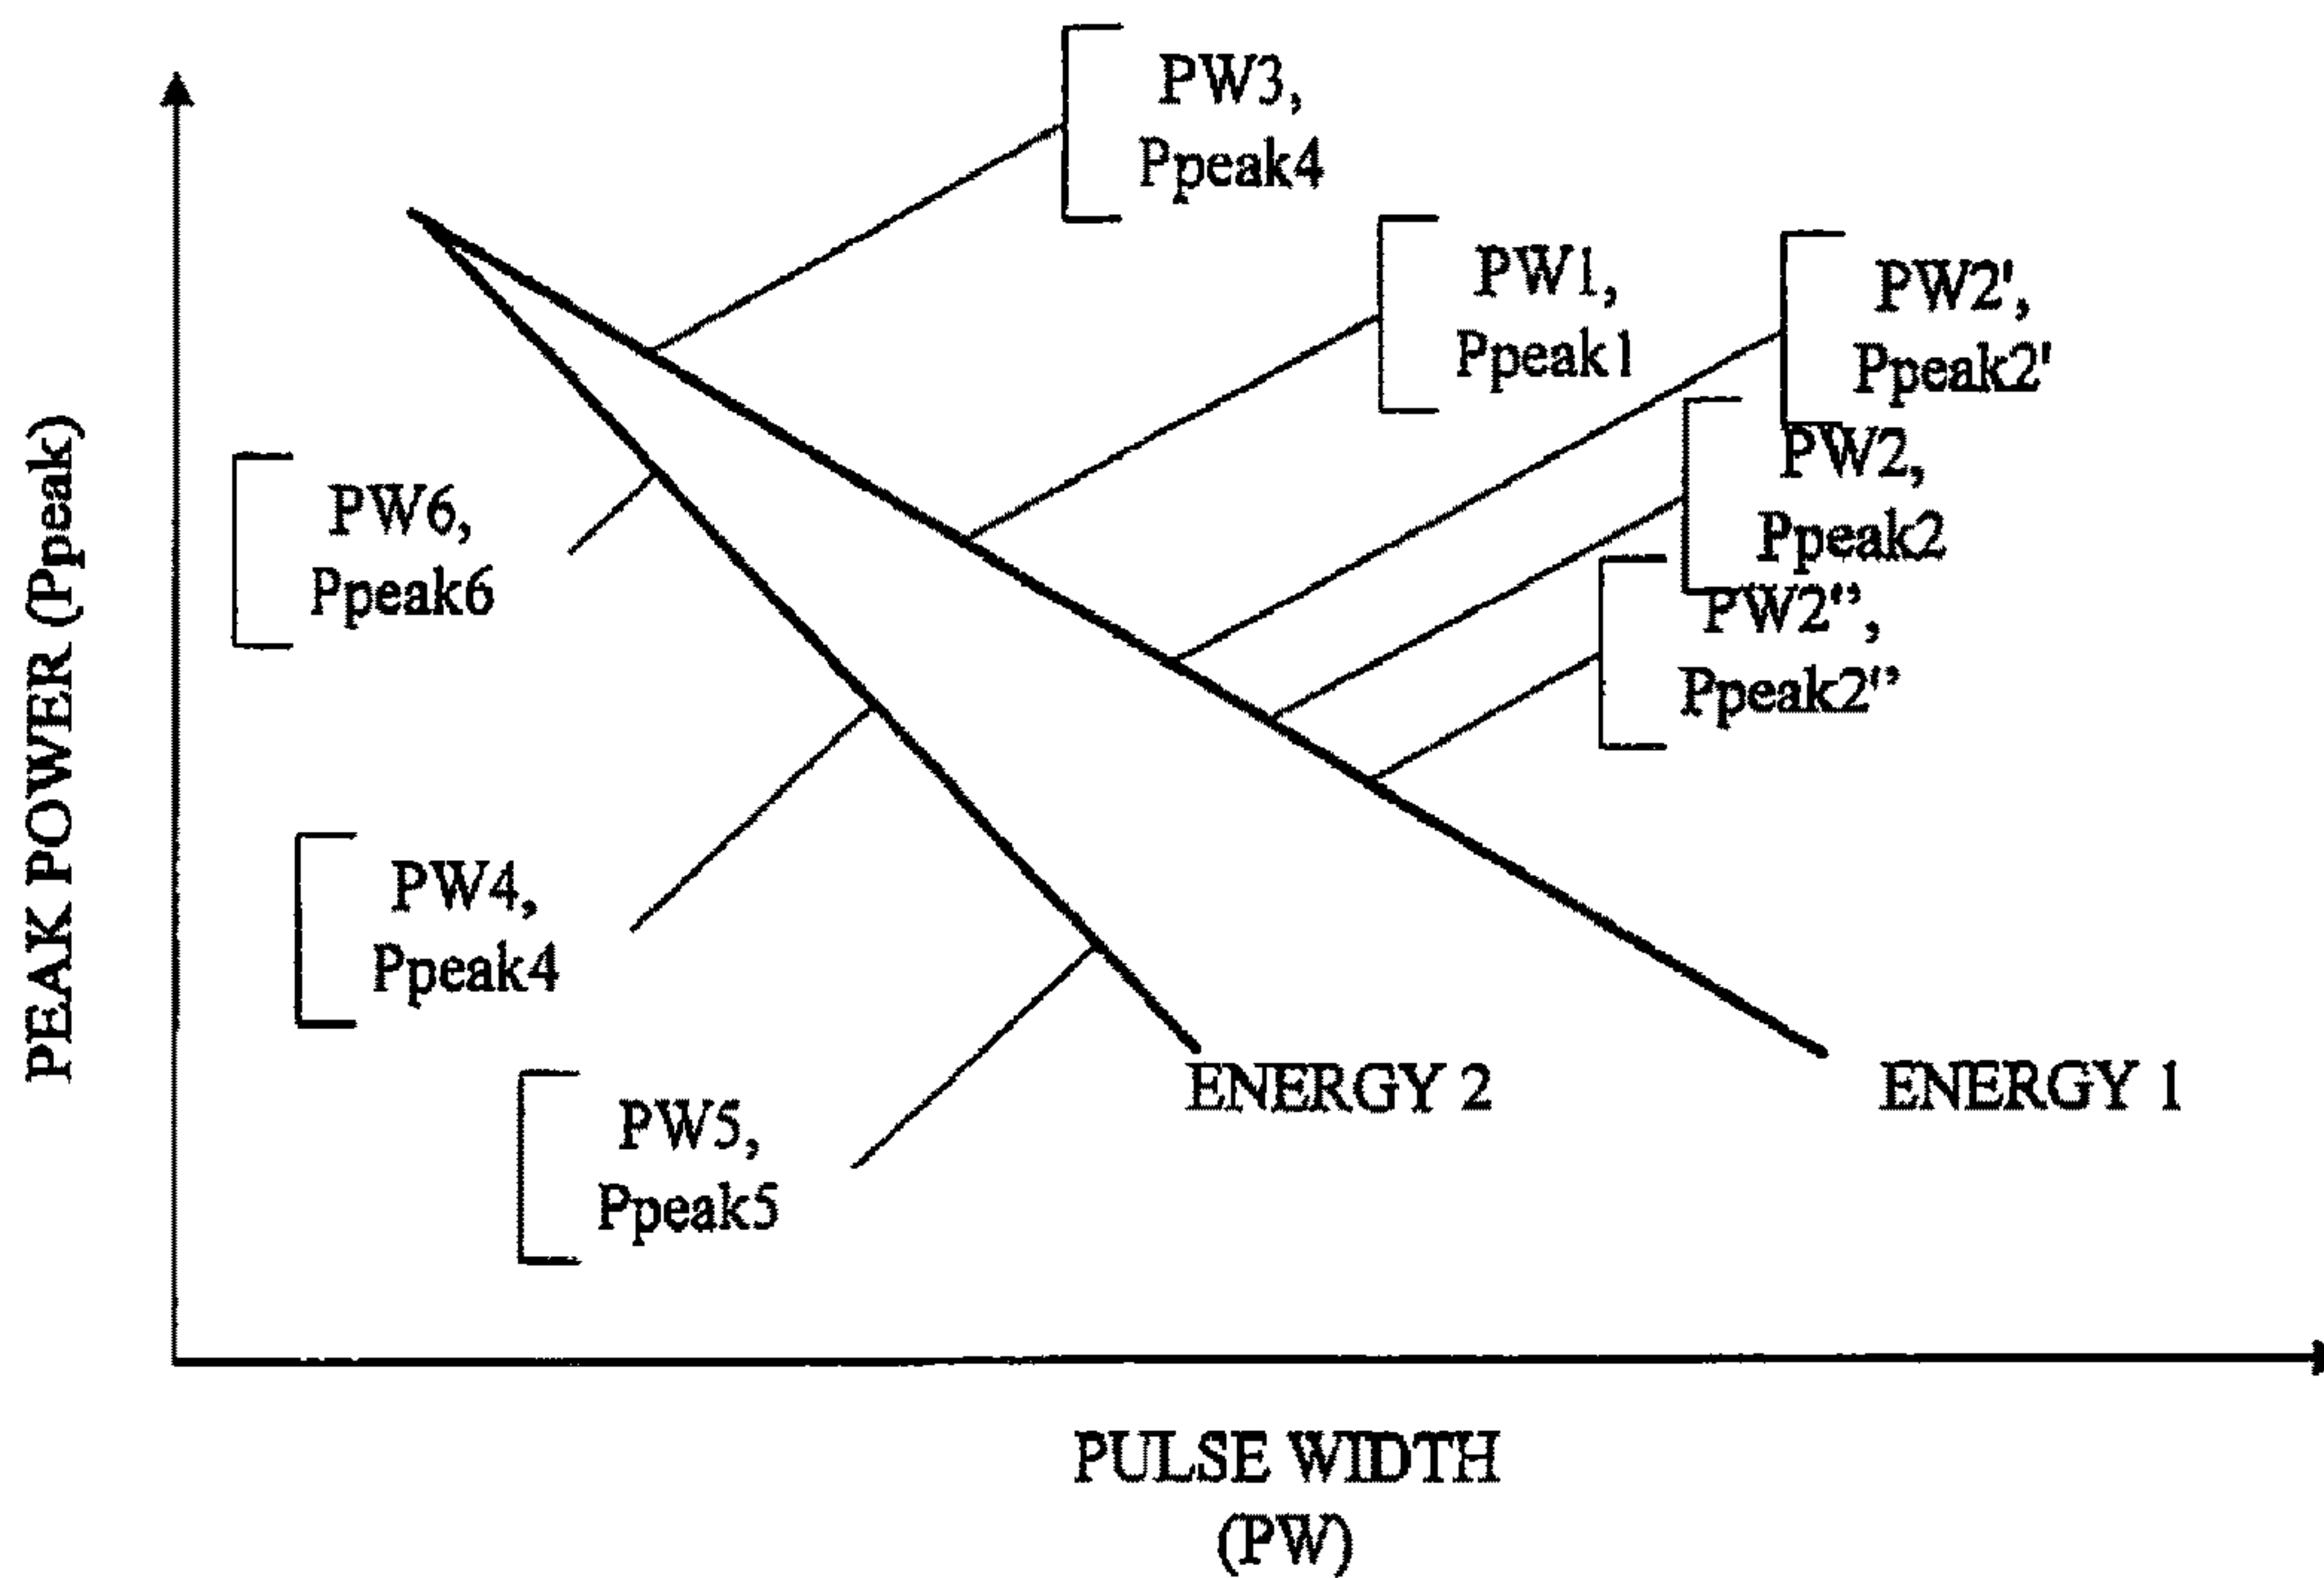 PW3,
Ppeak4
PW1,
Ppeak1
PW2',
Ppeak2'
PW2,
Ppeak2
PW2'',
Ppeak2''
PEAK POWER (Ppeak)
PW6,
Ppeak6
PW4,
Ppeak4
PW5,
Ppeak5
ENERGY 2
ENERGY 1
PULSE WIDTH
(PW)